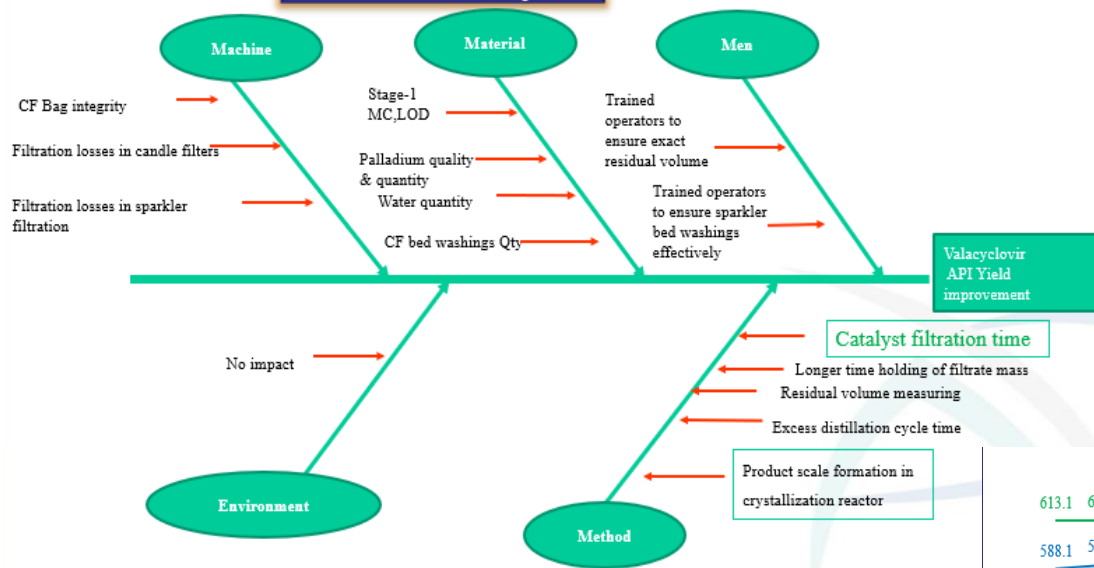 Machine
Material
Men
CF Bag integrity
Filtration losses in candle filters
Filtration losses in sparkler
filtration
Stage-1
MC,LOD
Palladium quality
& quantity
Water quantity
CF bed washings Qty
Trained
operators to
ensure exact
residual volume
Trained operators
to ensure sparkler
bed washings
effectively
Valacyclovir
API Yield
improvement
No impact
Catalyst filtration time
Longer time holding of filtrate mass
Residual volume measuring
Excess distillation cycle time
Product scale formation in
crystallization reactor
Environment
Method
613.1
588.1